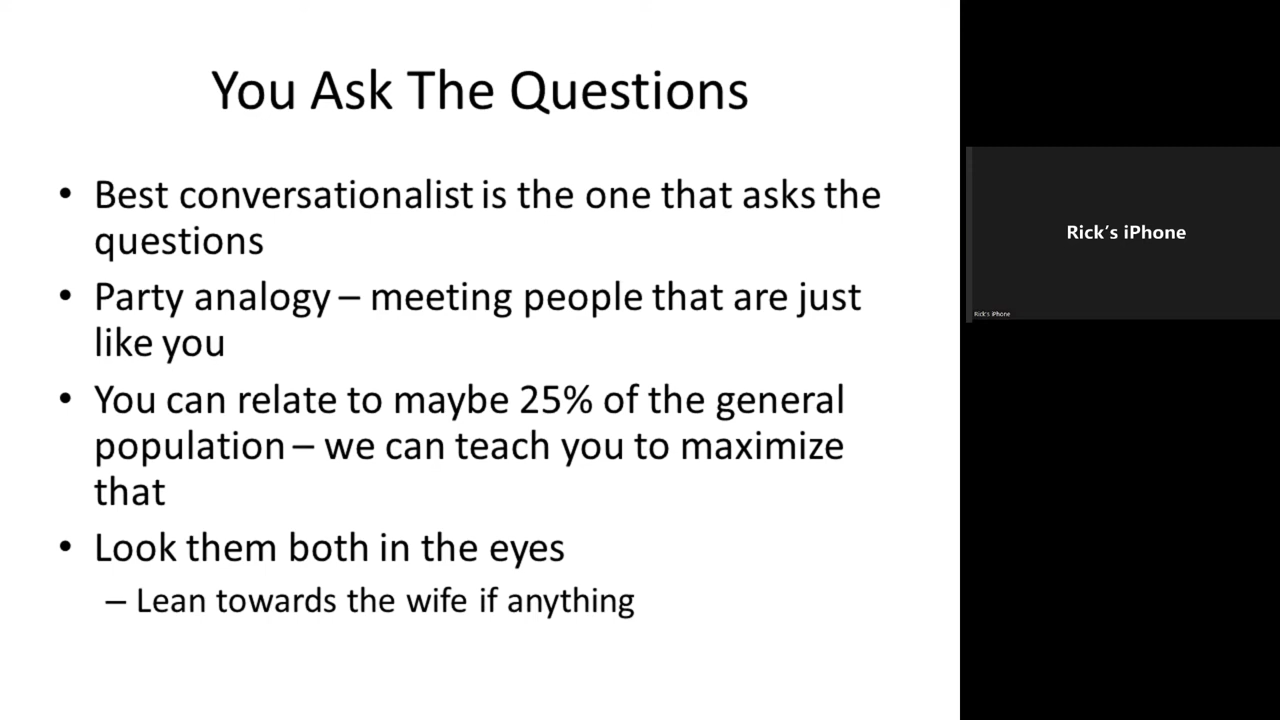 You Ask The Questions
• Best conversationalist is the one that asks the
questions
• Party analogy – meeting people that are just
like you
• You can relate to maybe 25% of the general
population – we can teach you to maximize
that
• Look them both in the eyes
– Lean towards the wife if anything
Rick's iPhone
Rick's iPhone